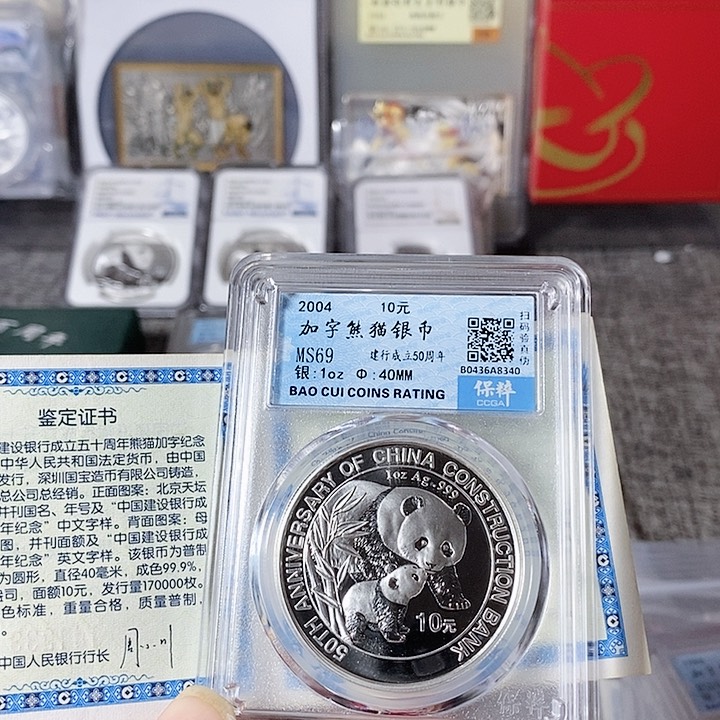 2004 10元
加字熊猫银币
MS69 建行成立50周年
银:1oz Φ:40MM
BAO CUI COINS RATING
扫码验真伪
B0436A8340
保粹
CCGA
50TH ANNIVERSARY OF CHINA CONSTRUCTION BANK
1oz Ag .999
10元
保粹
鉴定证书
建设银行成立五十周年熊猫加字纪念
中华人民共和国法定货币，由中国
发行，深圳国宝造币有限公司铸造，
总公司总经销。正面图案：北京天坛
并刊国名、年号及“中国建设银行成
年纪念”中文字样。背面图案：母
图，并刊面额及“中国建设银行成
年纪念”英文字样。该银币为普制
为圆形，直径40毫米，成色99.9%，
盎司，面额10元，发行量170000枚。
色标准，重量合格，质量普制，
中国人民银行行长